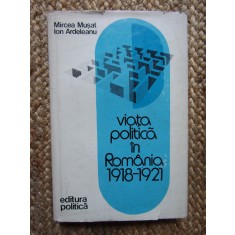 Mircea Mușat
Ion Ardeleanu
viața
politică
în
România
1918-1921
editura
politică